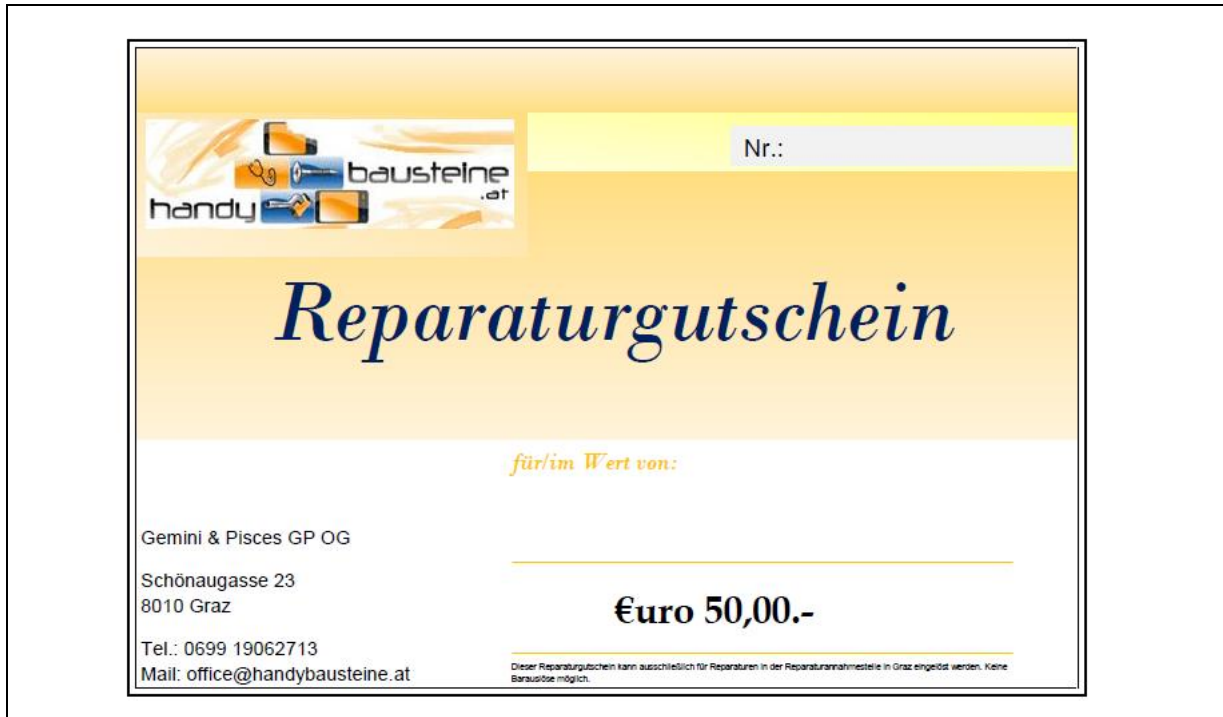 handy bausteine
.at
Nr.:
Reparaturgutschein
für/im Wert von:
Gemini & Pisces GP OG
Schönaugasse 23
8010 Graz
Tel.: 0699 19062713
Mail: office@handybausteine.at
€uro 50,00.-
Dieser Reparaturgutschein kann ausschließlich für Reparaturen in der Reparaturannahmestelle in Graz eingelöst werden. Keine
Barauslöse möglich.